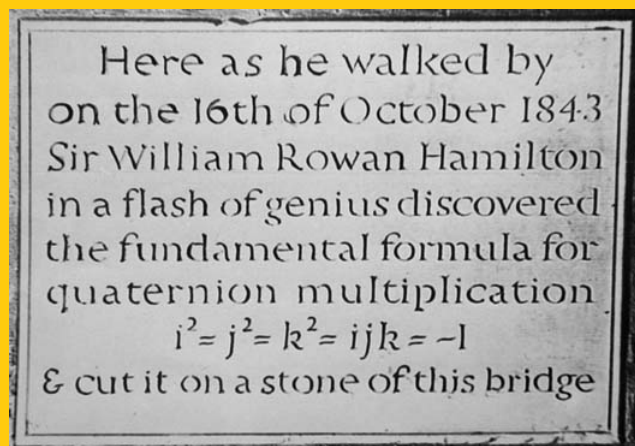 Here as he walked by
on the 16th of October 1843
Sir William Rowan Hamilton
in a flash of genius discovered
the fundamental formula for
quaternion multiplication
i²= j²= k²= ijk = -1
& cut it on a stone of this bridge